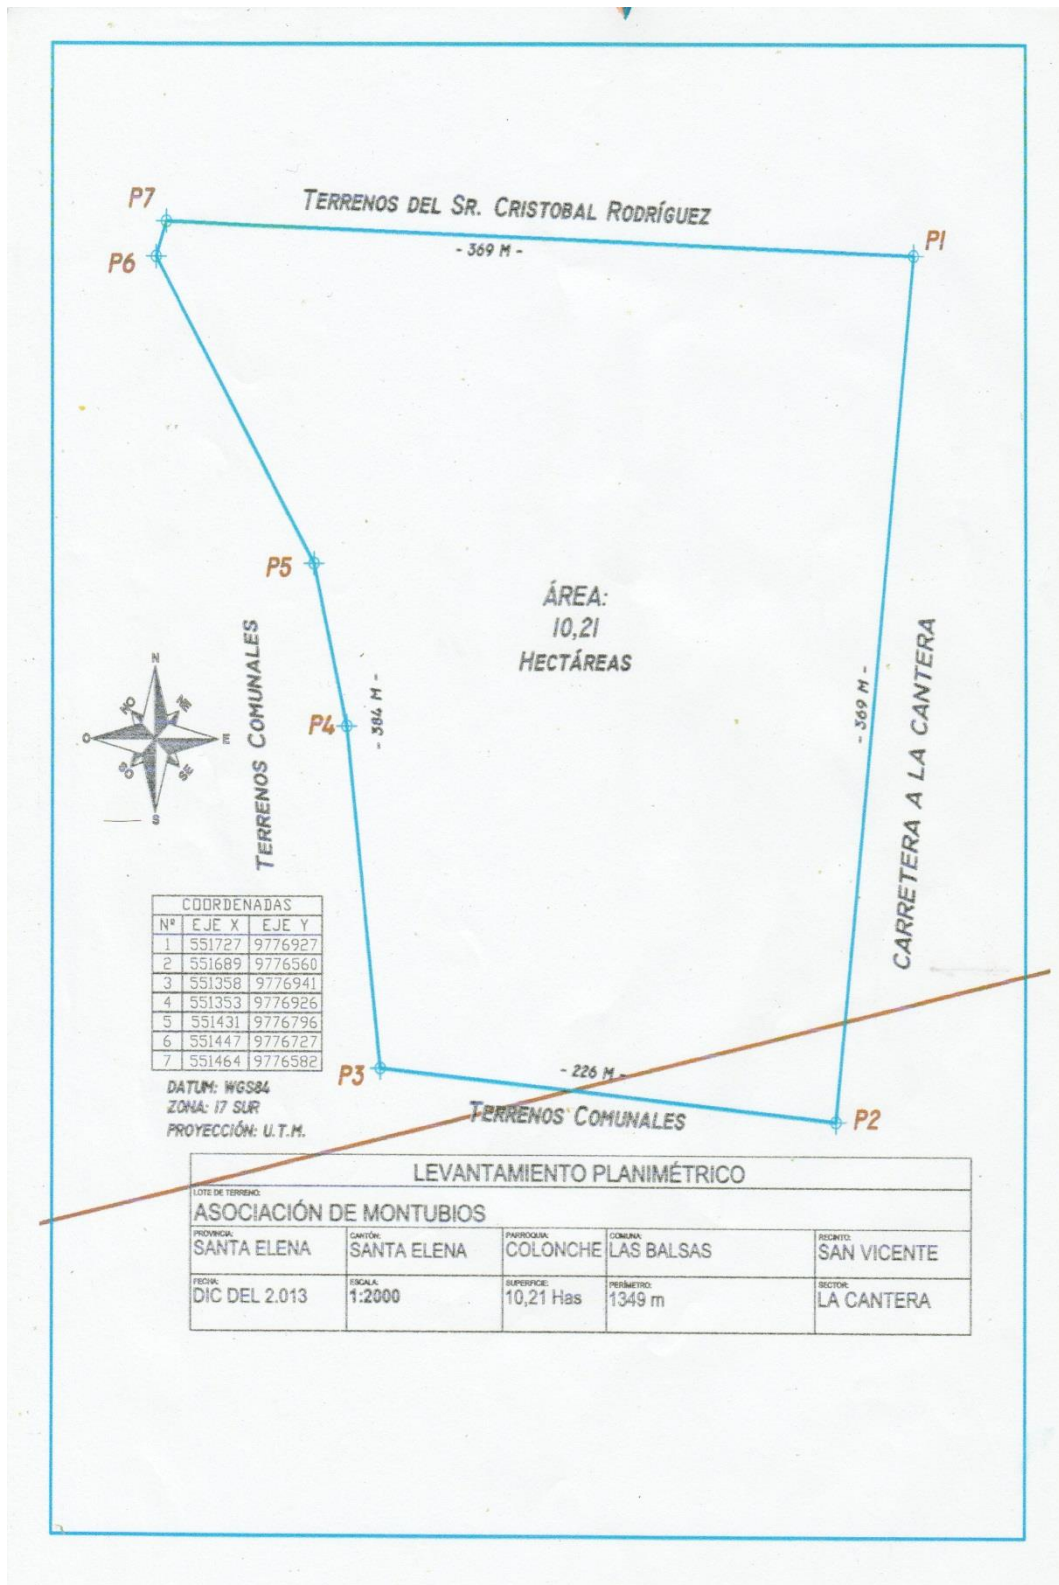 P7
TERRENOS DEL SR. CRISTOBAL RODRÍGUEZ
P1
P6
- 369 M -
P5
ÁREA:
10,21
HECTÁREAS
TERRENOS COMUNALES
- 384 M -
- 369 M -
CARRETERA A LA CANTERA
P4
N
NO
NE
O
E
SO
SE
S
COORDENADAS
Nº EJE X EJE Y
1 551727 9776927
2 551689 9776560
3 551358 9776941
4 551353 9776926
5 551431 9776796
6 551447 9776727
7 551464 9776582
P3
- 226 M -
TERRENOS COMUNALES
P2
DATUM: WGS84
ZONA: 17 SUR
PROYECCIÓN: U.T.M.
LEVANTAMIENTO PLANIMÉTRICO
LOTE DE TERRENO:
ASOCIACIÓN DE MONTUBIOS
PROVINCIA: CANTÓN: PARROQUIA: COMUNA: RECINTO:
SANTA ELENA SANTA ELENA COLONCHE LAS BALSAS SAN VICENTE
FECHA: ESCALA: SUPERFICIE: PERÍMETRO: SECTOR:
DIC DEL 2.013 1:2000 10,21 Has 1349 m LA CANTERA